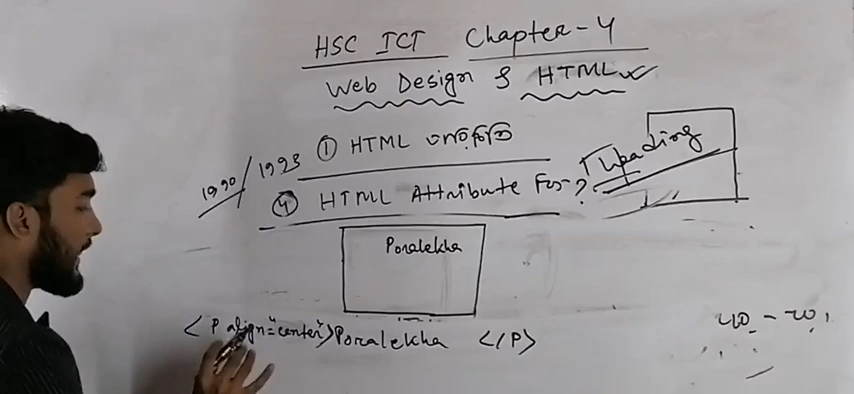 HSC ICT Chapter-4
Web Design & HTML
① HTML
1990/1993
④ HTML Attribute For?
Heading
Poralekha
<P align="center">Poralekha </P>